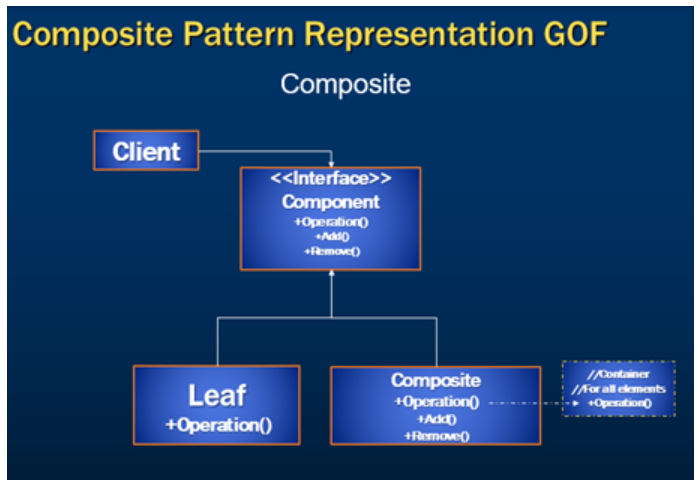 Composite Pattern Representation GOF
Composite
Client
<<Interface>>
Component
+Operation()
+Add()
+Remove()
Leaf
+Operation()
Composite
+Operation()
+Add()
+Remove()
//Container
//For all elements
+Operation()